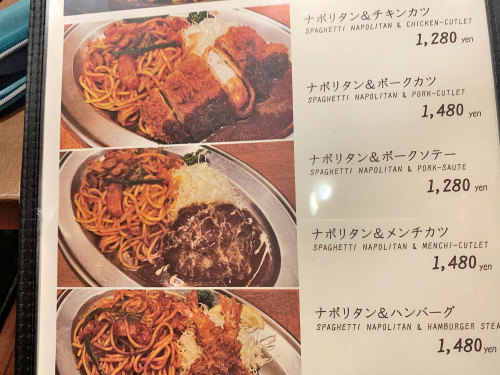 ナポリタン＆チキンカツ
SPAGHETTI NAPOLITAN & CHICKEN-CUTLET
1,280 yen
ナポリタン＆ポークカツ
SPAGHETTI NAPOLITAN & PORK-CUTLET
1,480 yen
ナポリタン＆ポークソテー
SPAGHETTI NAPOLITAN & PORK-SAUTE
1,280 yen
ナポリタン＆メンチカツ
SPAGHETTI NAPOLITAN & MENCHI-CUTLET
1,480 yen
ナポリタン＆ハンバーグ
SPAGHETTI NAPOLITAN & HAMBURGER STEA
1,480 yen